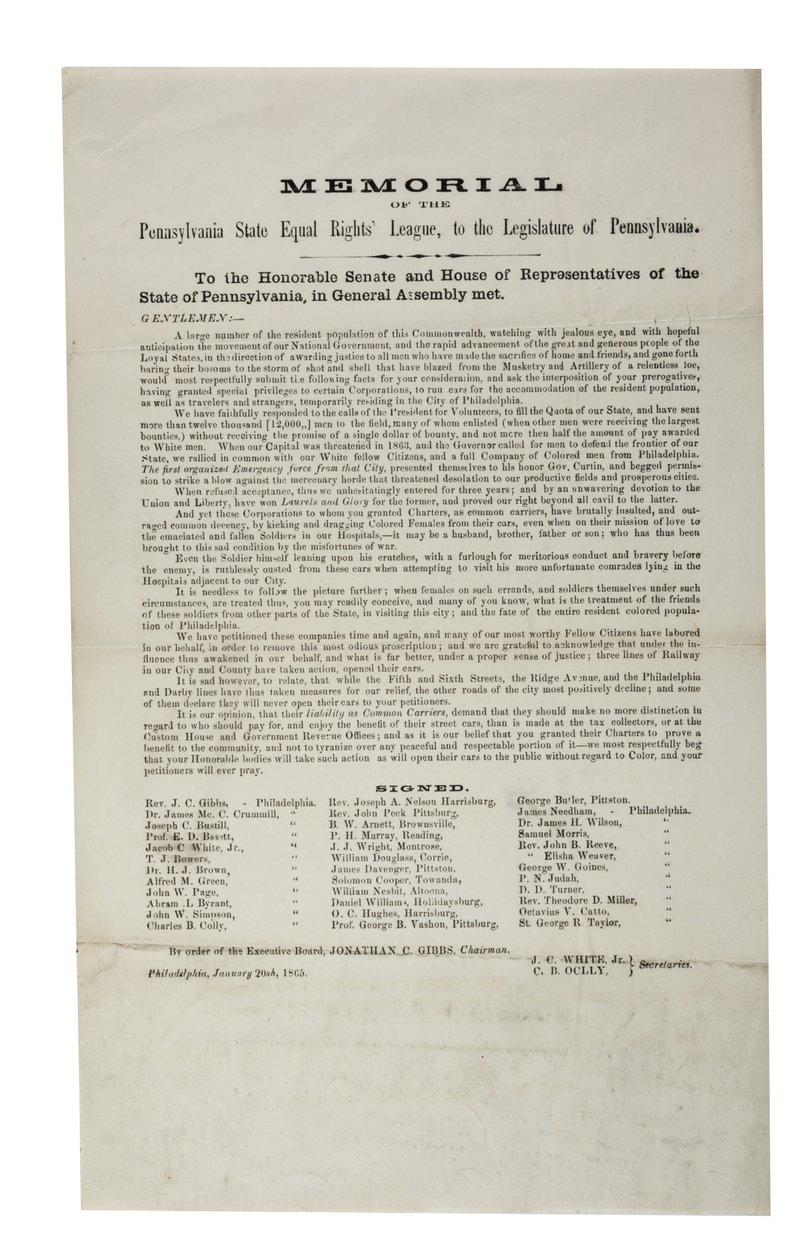 MEMORIAL
OF THE
Pennsylvania State Equal Rights' League, to the Legislature of Pennsylvania.
To the Honorable Senate and House of Representatives of the
State of Pennsylvania, in General Assembly met.
GENTLEMEN:—
A large number of the resident population of this Commonwealth, watching with jealous eye, and with hopeful
anticipation the movement of our National Government, and the rapid advancement of the great and generous people of the
Loyal States, in the direction of awarding justice to all men who have made the sacrifice of home and friends, and gone forth
baring their bosoms to the storm of shot and shell that have blazed from the Musketry and Artillery of a relentless foe,
would most respectfully submit the following facts for your consideration, and ask the interposition of your prerogatives,
having granted special privileges to certain Corporations, to run cars for the accommodation of the resident population,
as well as travelers and strangers, temporarily residing in the City of Philadelphia.
We have faithfully responded to the calls of the President for Volunteers, to fill the Quota of our State, and have sent
more than twelve thousand [12,000,,] men to the field, many of whom enlisted (when other men were receiving the largest
bounties,) without receiving the promise of a single dollar of bounty, and not more then half the amount of pay awarded
to White men. When our Capital was threatened in 1863, and the Governor called for men to defend the frontier of our
State, we rallied in common with our White fellow Citizens, and a full Company of Colored men from Philadelphia.
The first organized Emergency force from that City, presented themselves to his honor Gov. Curtin, and begged permis-
sion to strike a blow against the mercenary horde that threatened desolation to our productive fields and prosperous cities.
When refused acceptance, thus we unhesitatingly entered for three years; and by an unwavering devotion to the
Union and Liberty, have won Laurels and Glory for the former, and proved our right beyond all cavil to the latter.
And yet these Corporations to whom you granted Charters, as common carriers, have brutally insulted, and out-
raged common decency, by kicking and dragging Colored Females from their cars, even when on their mission of love to
the emaciated and fallen Soldiers in our Hospitals,—it may be a husband, brother, father or son; who has thus been
brought to this sad condition by the misfortunes of war.
Even the Soldier himself leaning upon his crutches, with a furlough for meritorious conduct and bravery before
the enemy, is ruthlessly ousted from these cars when attempting to visit his more unfortunate comrades lying in the
Hospitals adjacent to our City.
It is needless to follow the picture further; when females on such errands, and soldiers themselves under such
circumstances, are treated thus, you may readily conceive, and many of you know, what is the treatment of the friends
of these soldiers from other parts of the State, in visiting this city; and the fate of the entire resident colored popula-
tion of Philadelphia.
We have petitioned these companies time and again, and many of our most worthy Fellow Citizens have labored
in our behalf, in order to remove this most odious proscription; and we are grateful to acknowledge that under the in-
fluence thus awakened in our behalf, and what is far better, under a proper sense of justice; three lines of Railway
in our City and County have taken action, opened their cars.
It is sad however, to relate, that while the Fifth and Sixth Streets, the Ridge Avenue, and the Philadelphia
and Darby lines have thus taken measures for our relief, the other roads of the city most positively decline; and some
of them declare they will never open their cars to your petitioners.
It is our opinion, that their liability as Common Carriers, demand that they should make no more distinction in
regard to who should pay for, and enjoy the benefit of their street cars, than is made at the tax collectors, or at the
Custom House and Government Revenue Offices; and as it is our belief that you granted their Charters to prove a
benefit to the community, and not to tyranize over any peaceful and respectable portion of it—we most respectfully beg
that your Honorable bodies will take such action as will open their cars to the public without regard to Color, and your
petitioners will ever pray.
SIGNED.
Rev. J. C. Gibbs, - Philadelphia.
Dr. James Mc. C. Crummill, "
Joseph C. Bustill, "
Prof. E. D. Bassett, "
Jacob C White, Jr., "
T. J. Bowers, "
Dr. H. J. Brown, "
Alfred M. Green, "
John W. Page, "
Abram .L Byrant, "
John W. Simpson, "
Charles B. Colly, "
Rev. Joseph A. Nelson Harrisburg,
Rev. John Peck Pittsburg,
B. W. Arnett, Brownsville,
P. H. Murray, Reading,
J. J. Wright, Montrose,
William Douglass, Corrie,
James Davenger, Pittston.
Solomon Cooper, Towanda,
William Nesbit, Altoona,
Daniel Williams, Hollidaysburg,
O. C. Hughes, Harrisburg,
Prof. George B. Vashon, Pittsburg,
George Butler, Pittston.
James Needham, - Philadelphia.
Dr. James H. Wilson, "
Samuel Morris, "
Rev. John B. Reeve, "
" Elisha Weaver, "
George W. Goines, "
P. N. Judah, "
D. D. Turner, "
Rev. Theodore D. Miller, "
Octavius V. Catto, "
St. George R Taylor, "
By order of the Executive Board, JONATHAN C. GIBBS, Chairman.
J. C. WHITE, Jr. } Secretaries.
C. B. OCLLY, }
Philadelphia, January 20sh, 1865.